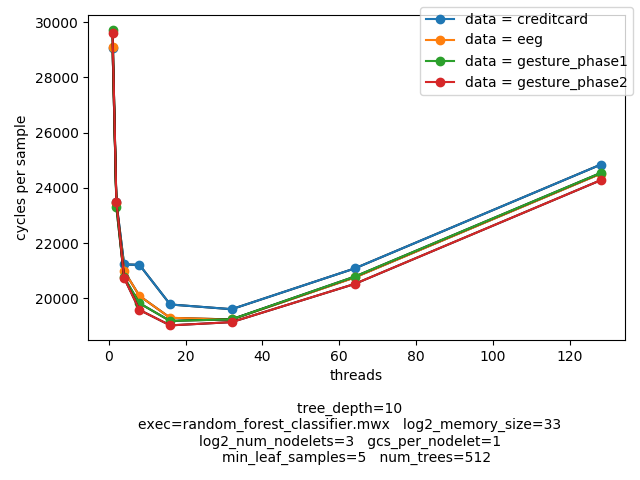 data = creditcard
data = eeg
data = gesture_phase1
data = gesture_phase2
cycles per sample
30000
28000
26000
24000
22000
20000
0 20 40 60 80 100 120
threads
tree_depth=10
exec=random_forest_classifier.mwx log2_memory_size=33
log2_num_nodelets=3 gcs_per_nodelet=1
min_leaf_samples=5 num_trees=512